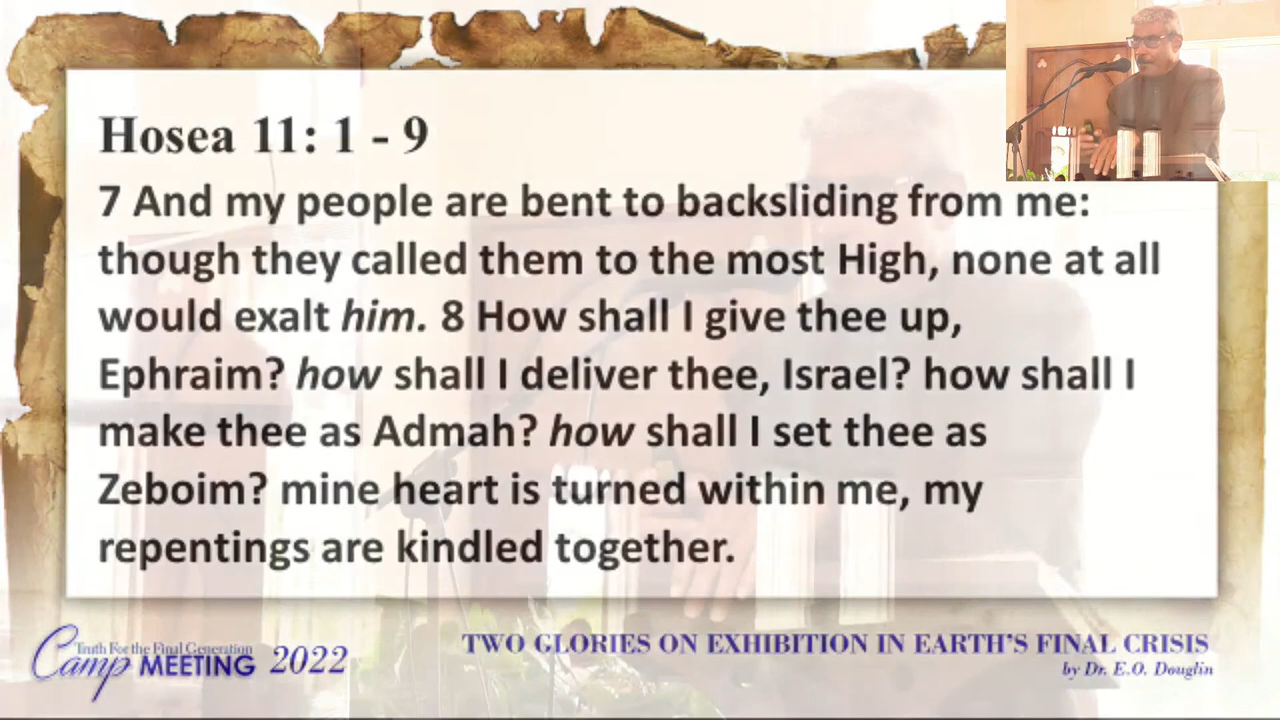 Hosea 11: 1 - 9
7 And my people are bent to backsliding from me:
though they called them to the most High, none at all
would exalt him. 8 How shall I give thee up,
Ephraim? how shall I deliver thee, Israel? how shall I
make thee as Admah? how shall I set thee as
Zeboim? mine heart is turned within me, my
repentings are kindled together.
Truth For the Final Generation
Camp MEETING 2022
TWO GLORIES ON EXHIBITION IN EARTH'S FINAL CRISIS
by Dr. E.O. Douglin